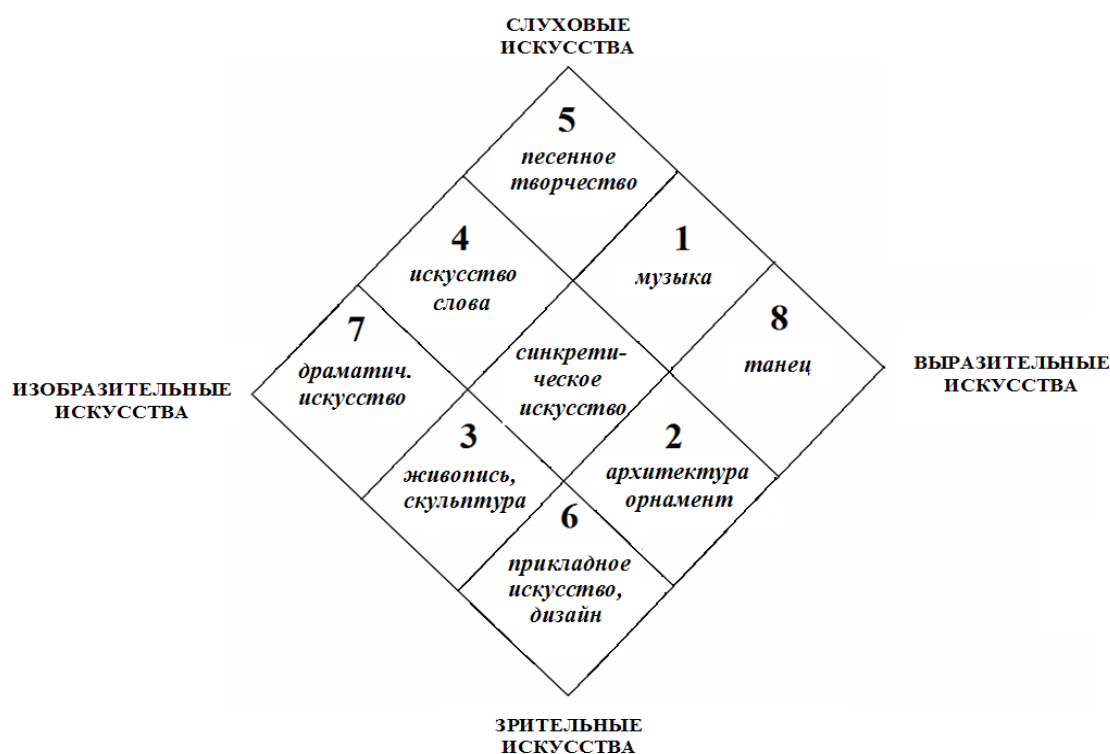 СЛУХОВЫЕ
ИСКУССТВА
5
песенное
творчество
4
искусство
слова
1
музыка
7
драматич.
искусство
синкрети-
ческое
искусство
8
танец
ИЗОБРАЗИТЕЛЬНЫЕ
ИСКУССТВА
ВЫРАЗИТЕЛЬНЫЕ
ИСКУССТВА
3
живопись,
скульптура
2
архитектура
орнамент
6
прикладное
искусство,
дизайн
ЗРИТЕЛЬНЫЕ
ИСКУССТВА